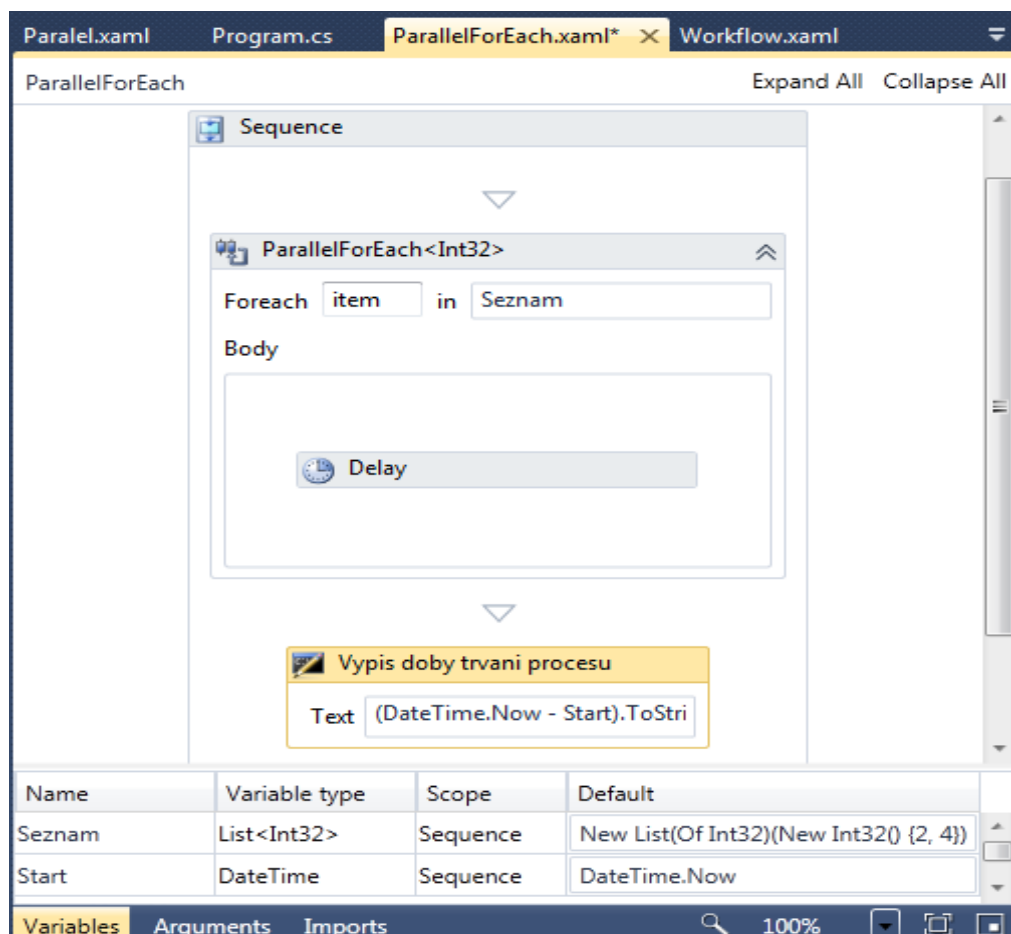 Paralel.xaml Program.cs ParallelForEach.xaml* Workflow.xaml
ParallelForEach Expand All Collapse All
Sequence
ParallelForEach<Int32>
Foreach item in Seznam
Body
Delay
Vypis doby trvani procesu
Text (DateTime.Now - Start).ToStri
Name Variable type Scope Default
Seznam List<Int32> Sequence New List(Of Int32)(New Int32() {2, 4})
Start DateTime Sequence DateTime.Now
Variables Arguments Imports 100%